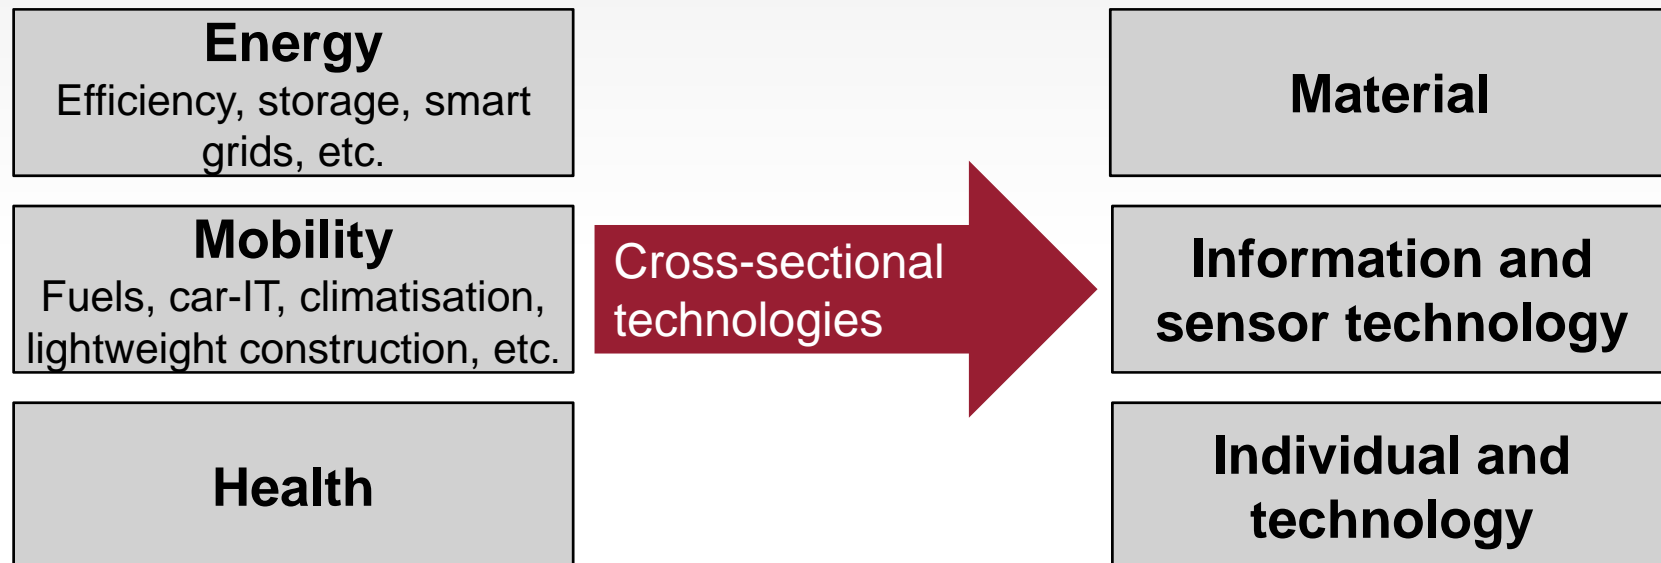 Energy
Efficiency, storage, smart
grids, etc.
Mobility
Fuels, car-IT, climatisation,
lightweight construction, etc.
Health
Cross-sectional
technologies
Material
Information and
sensor technology
Individual and
technology